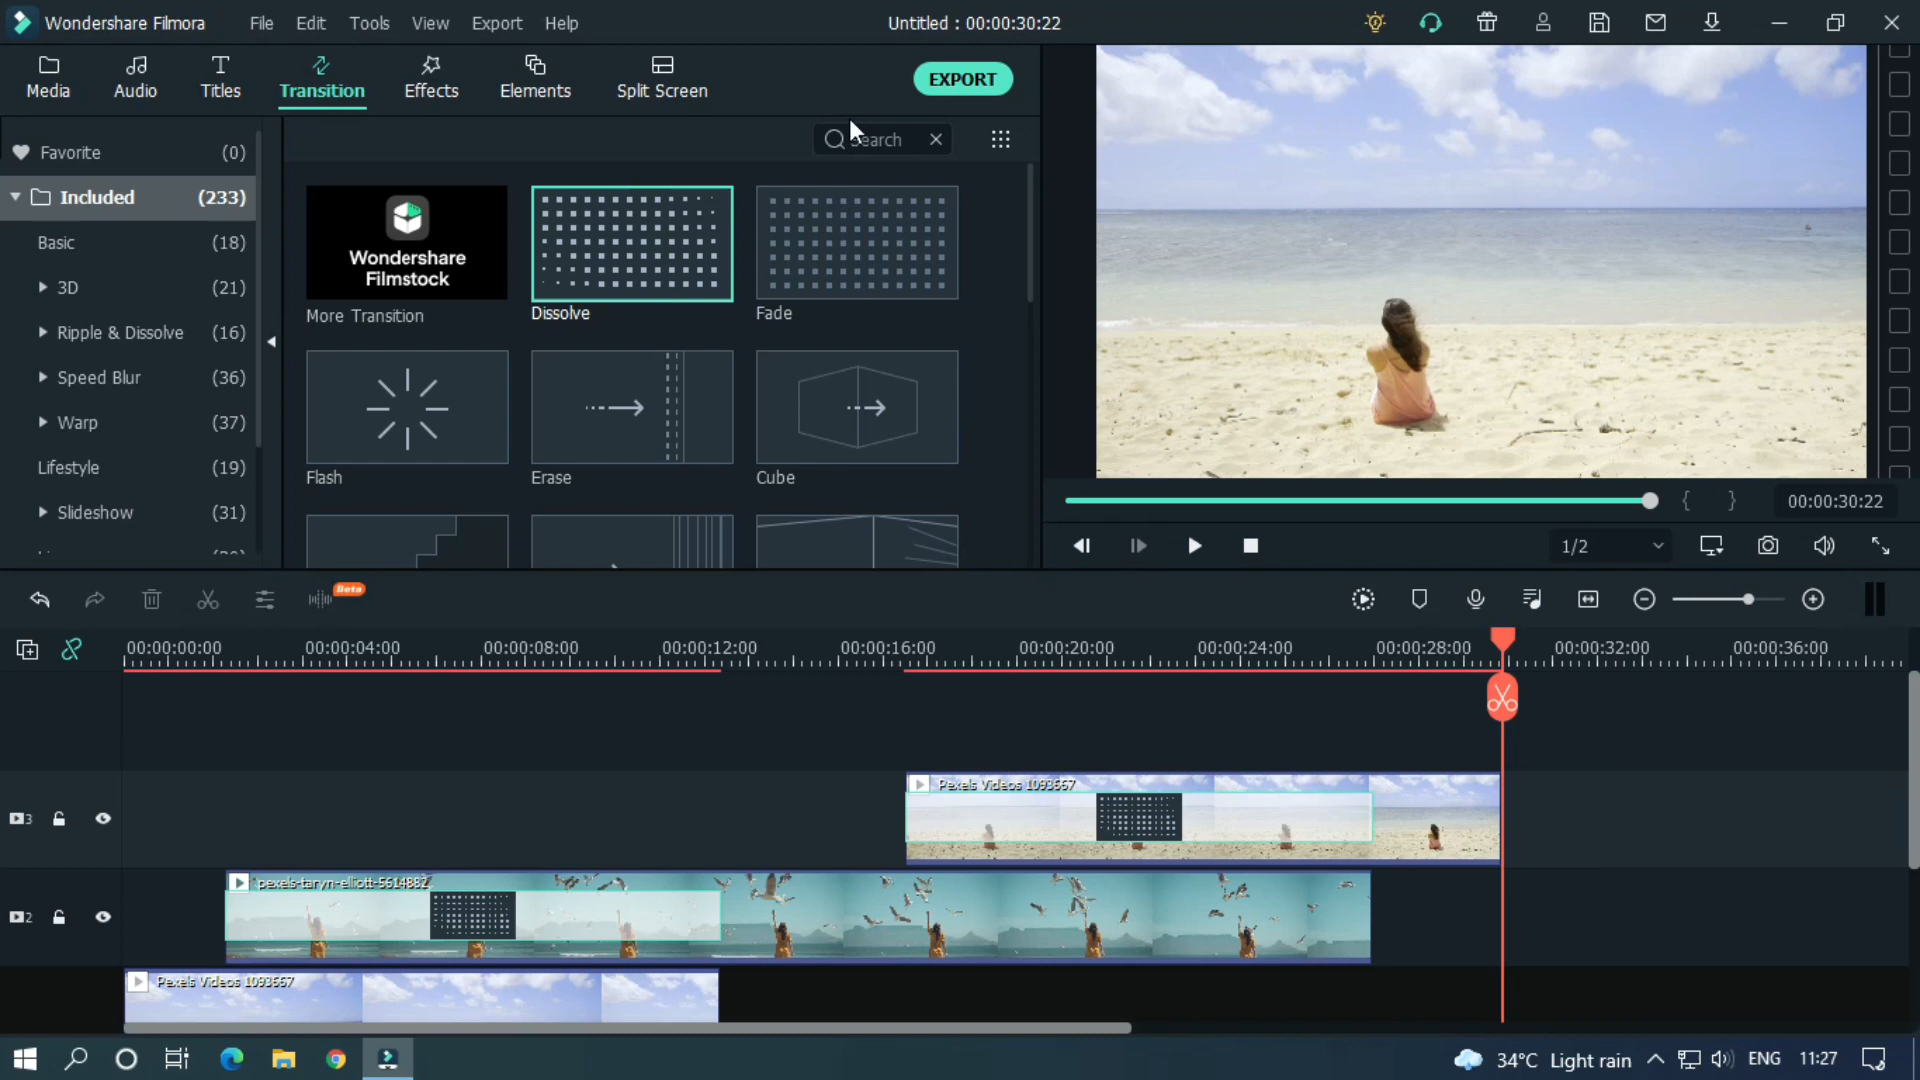 Wondershare Filmora File Edit Tools View Export Help Untitled : 00:00:30:22
Media Audio Titles Transition Effects Elements Split Screen EXPORT
Favorite (0)
Included (233)
Basic (18)
3D (21)
Ripple & Dissolve (16)
Speed Blur (36)
Warp (37)
Lifestyle (19)
Slideshow (31)
Search
Wondershare
Filmstock
More Transition Dissolve Fade
Flash Erase Cube
00:00:30:22
1/2
Beta
00:00:00:00 00:00:04:00 00:00:08:00 00:00:12:00 00:00:16:00 00:00:20:00 00:00:24:00 00:00:28:00 00:00:32:00 00:00:36:00
3 Pexels Videos 1093667
2 pexels-taryn-elliott-5614882
Pexels Videos 1093667
34°C Light rain ENG 11:27